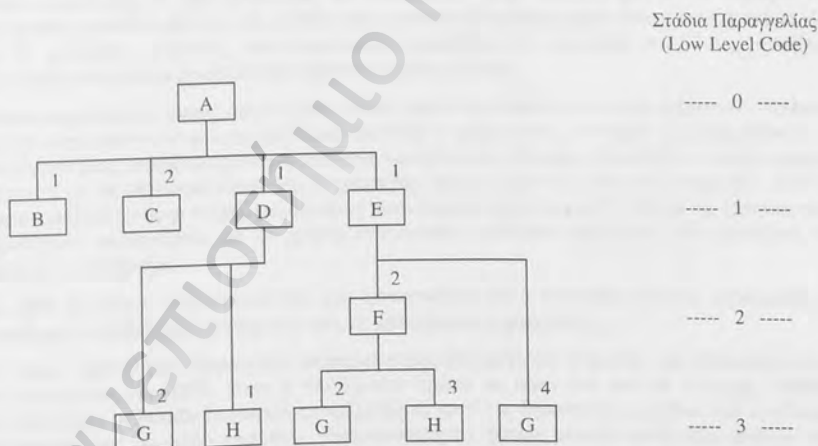 Στάδια Παραγγελίας
(Low Level Code)
A
----- 0 -----
1 2 1 1
B C D E
----- 1 -----
2
F
----- 2 -----
2 1 2 3 4
G H G H G
----- 3 -----